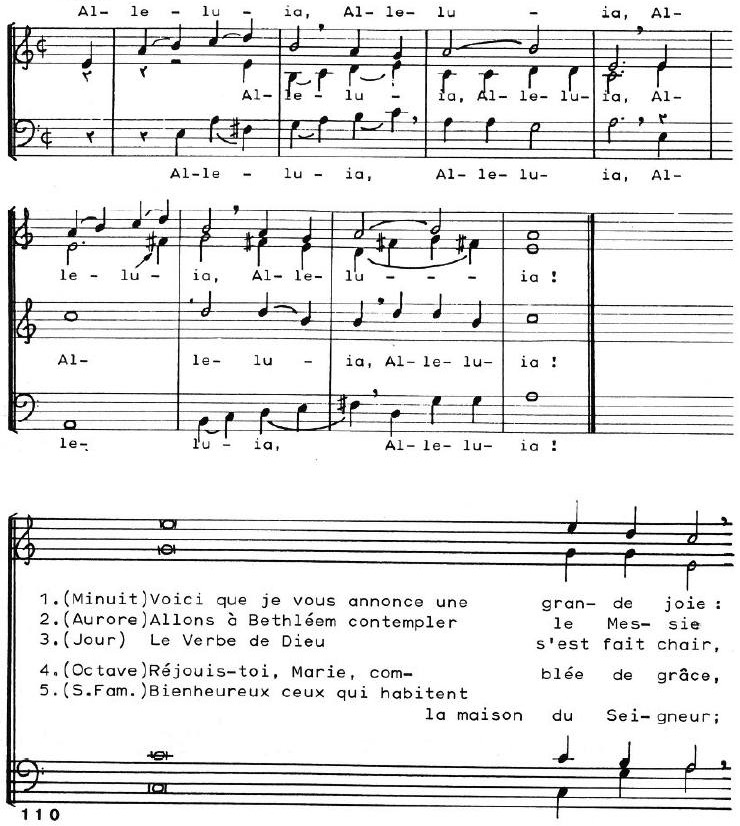 Al- le - lu - ia, Al- le- lu - ia, Al-
Al- le - lu - ia, Al- le- lu- ia, Al-
Al-le - lu - ia, Al- le- lu- ia, Al-
le - lu - ia, Al- le- lu - - - ia !
Al- le- lu - ia, Al- le- lu- ia !
le- lu - ia, Al- le- lu- ia !
1.(Minuit)Voici que je vous annonce une gran- de joie :
2.(Aurore)Allons à Bethléem contempler le Mes- sie
3.(Jour) Le Verbe de Dieu s'est fait chair,
4.(Octave)Réjouis-toi, Marie, com- blée de grâce,
5.(S.Fam.)Bienheureux ceux qui habitent
la maison du Sei- gneur;
110